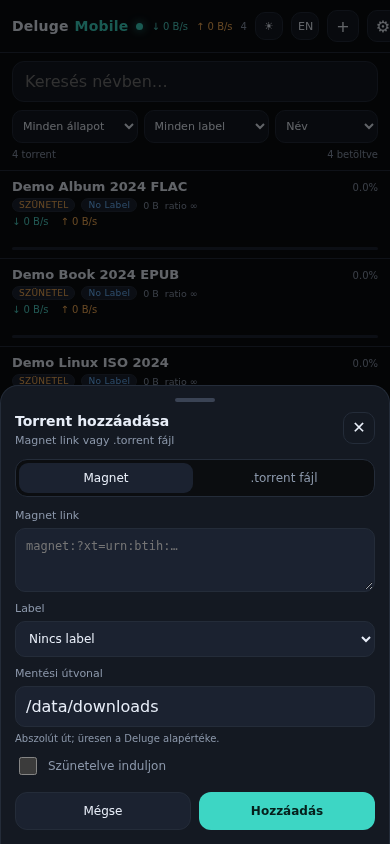 Deluge Mobile ● ↓ 0 B/s ↑ 0 B/s 4 ☀ EN + ⚙
Keresés névben…
Minden állapot Minden label Név
4 torrent 4 betöltve
Demo Album 2024 FLAC 0.0%
SZÜNETEL No Label 0 B ratio ∞
↓ 0 B/s ↑ 0 B/s
Demo Book 2024 EPUB 0.0%
SZÜNETEL No Label 0 B ratio ∞
↓ 0 B/s ↑ 0 B/s
Demo Linux ISO 2024 0.0%
SZÜNETEL No Label 0 B ratio ∞
Torrent hozzáadása ✕
Magnet link vagy .torrent fájl
Magnet .torrent fájl
Magnet link
magnet:?xt=urn:btih:…
Label
Nincs label
Mentési útvonal
/data/downloads
Abszolút út; üresen a Deluge alapértéke.
Szünetelve induljon
Mégse Hozzáadás